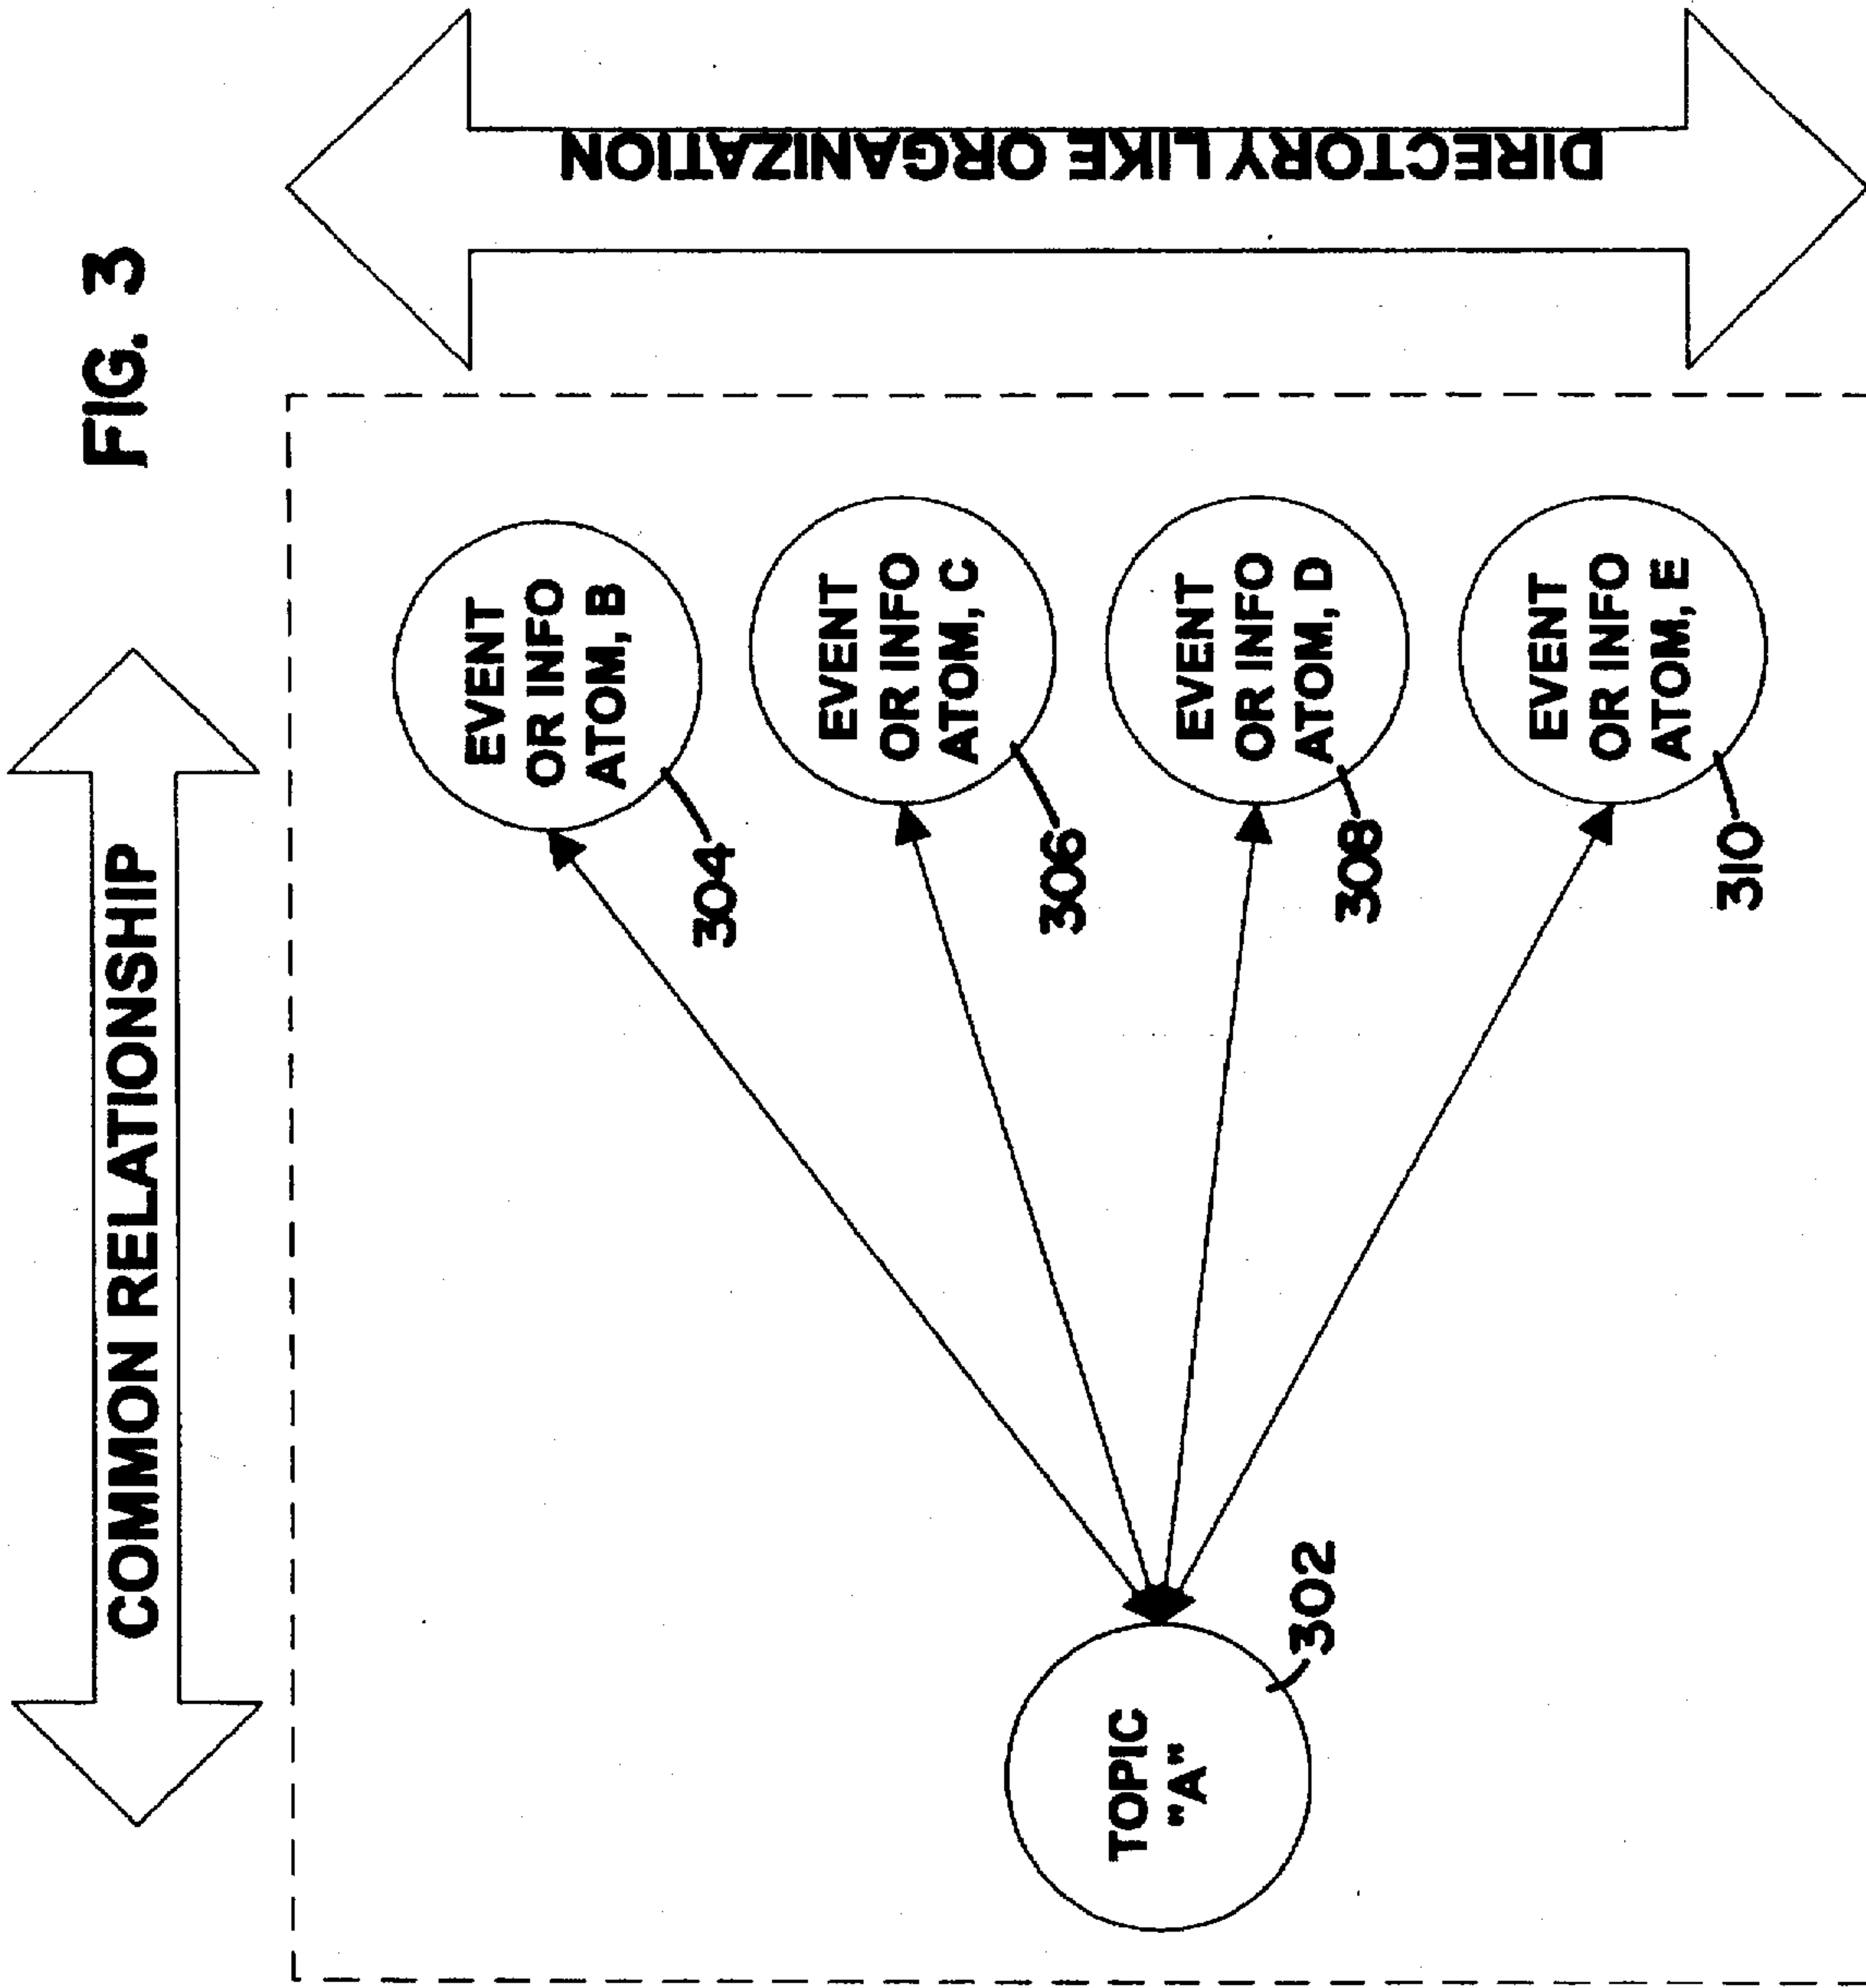 FIG. 3
COMMON RELATIONSHIP
DIRECTORY LIKE ORGANIZATION
TOPIC
"A"
302
EVENT
OR INFO
ATOM, B
304
EVENT
OR INFO
ATOM, C
306
EVENT
OR INFO
ATOM, D
308
EVENT
OR INFO
ATOM, E
310